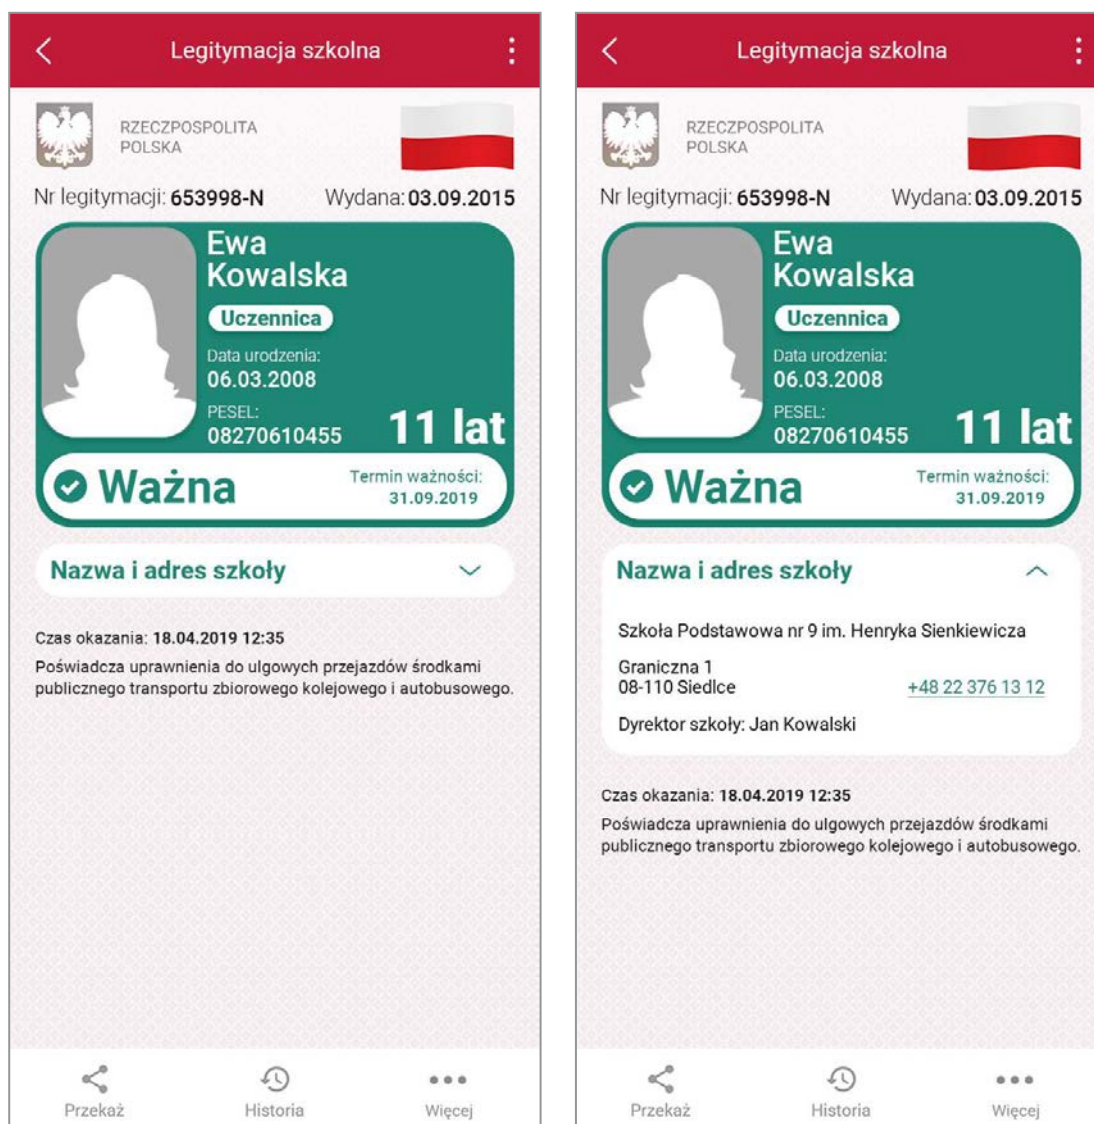 Legitymacja szkolna
RZECZPOSPOLITA
POLSKA
Nr legitymacji: 653998-N Wydana: 03.09.2015
Ewa
Kowalska
Uczennica
Data urodzenia:
06.03.2008
PESEL:
08270610455
11 lat
Ważna
Termin ważności:
31.09.2019
Nazwa i adres szkoły
Czas okazania: 18.04.2019 12:35
Poświadcza uprawnienia do ulgowych przejazdów środkami
publicznego transportu zbiorowego kolejowego i autobusowego.
Przekaż Historia Więcej
Legitymacja szkolna
RZECZPOSPOLITA
POLSKA
Nr legitymacji: 653998-N Wydana: 03.09.2015
Ewa
Kowalska
Uczennica
Data urodzenia:
06.03.2008
PESEL:
08270610455
11 lat
Ważna
Termin ważności:
31.09.2019
Nazwa i adres szkoły
Szkoła Podstawowa nr 9 im. Henryka Sienkiewicza
Graniczna 1
08-110 Siedlce +48 22 376 13 12
Dyrektor szkoły: Jan Kowalski
Czas okazania: 18.04.2019 12:35
Poświadcza uprawnienia do ulgowych przejazdów środkami
publicznego transportu zbiorowego kolejowego i autobusowego.
Przekaż Historia Więcej